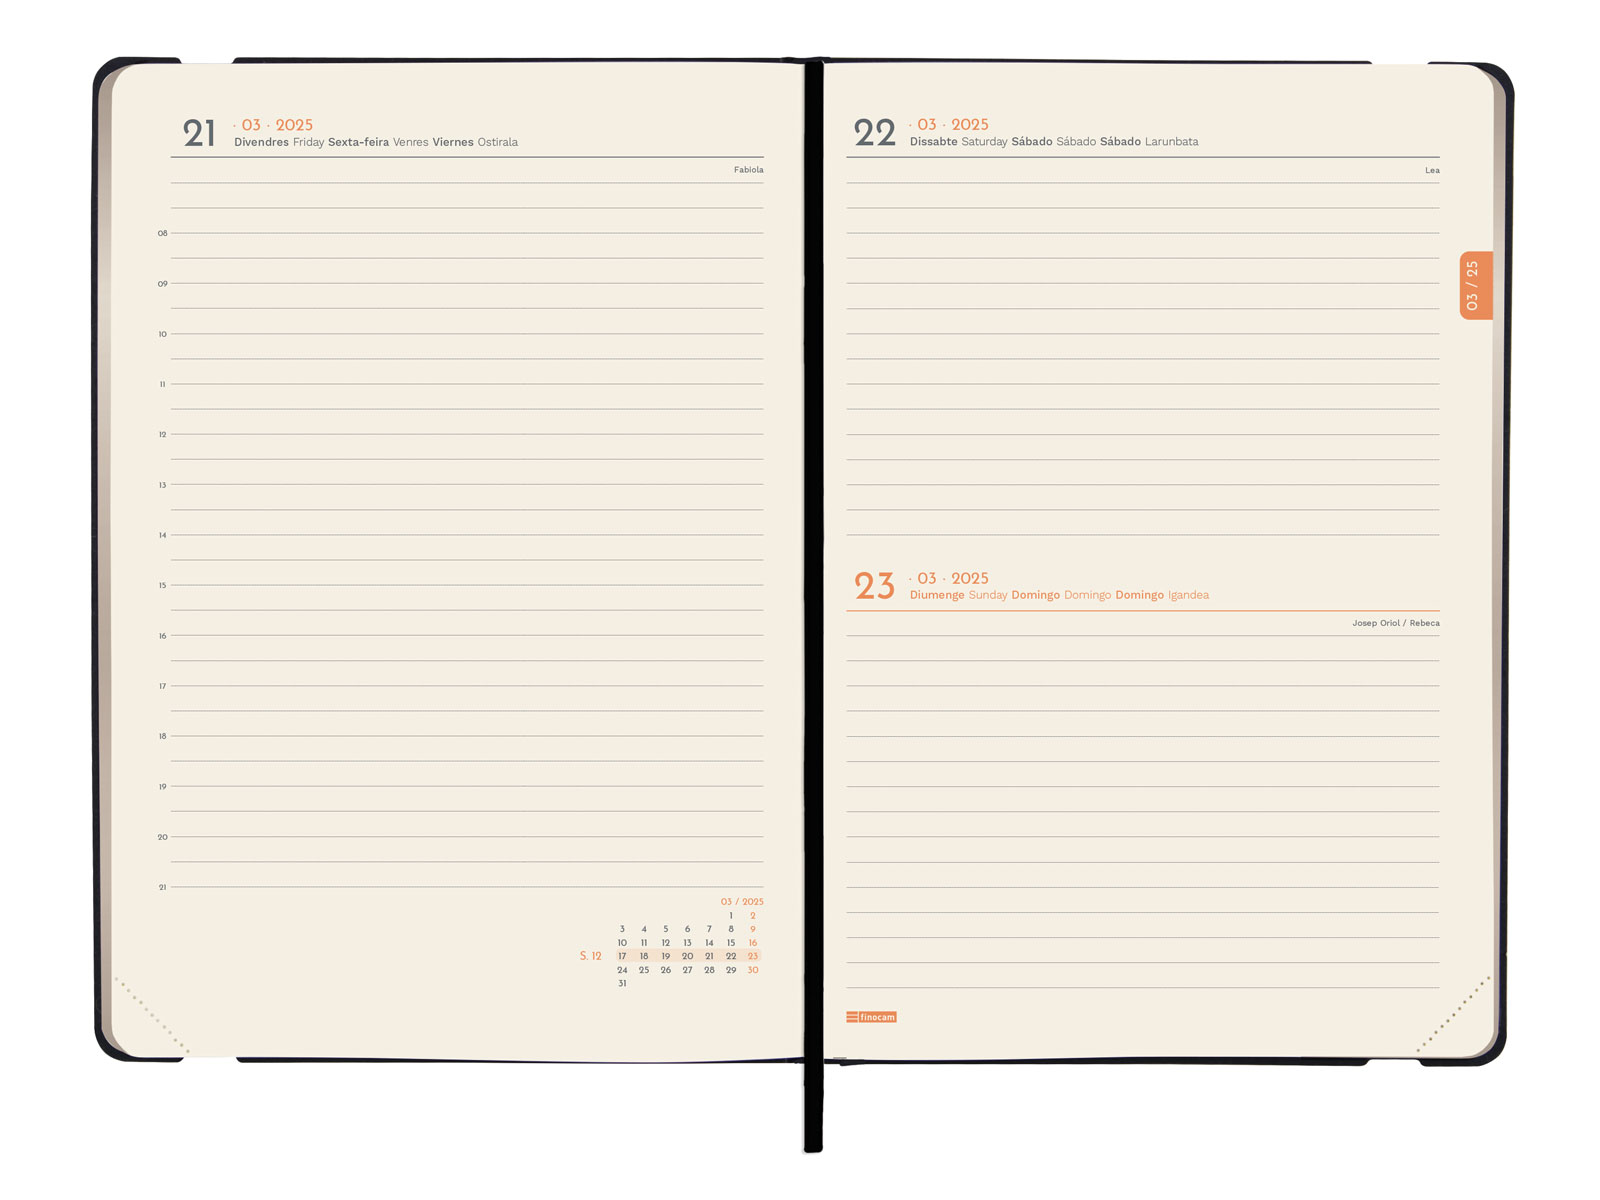 21 · 03 · 2025
Divendres Friday Sexta-feira Venres Viernes Ostirala
Fabiola
08
09
10
11
12
13
14
15
16
17
18
19
20
21
03 / 2025
1 2
3 4 5 6 7 8 9
10 11 12 13 14 15 16
S. 12 17 18 19 20 21 22 23
24 25 26 27 28 29 30
31
22 · 03 · 2025
Dissabte Saturday Sábado Sábado Sábado Larunbata
Lea
03 / 25
23 · 03 · 2025
Diumenge Sunday Domingo Domingo Domingo Igandea
Josep Oriol / Rebeca
finocam